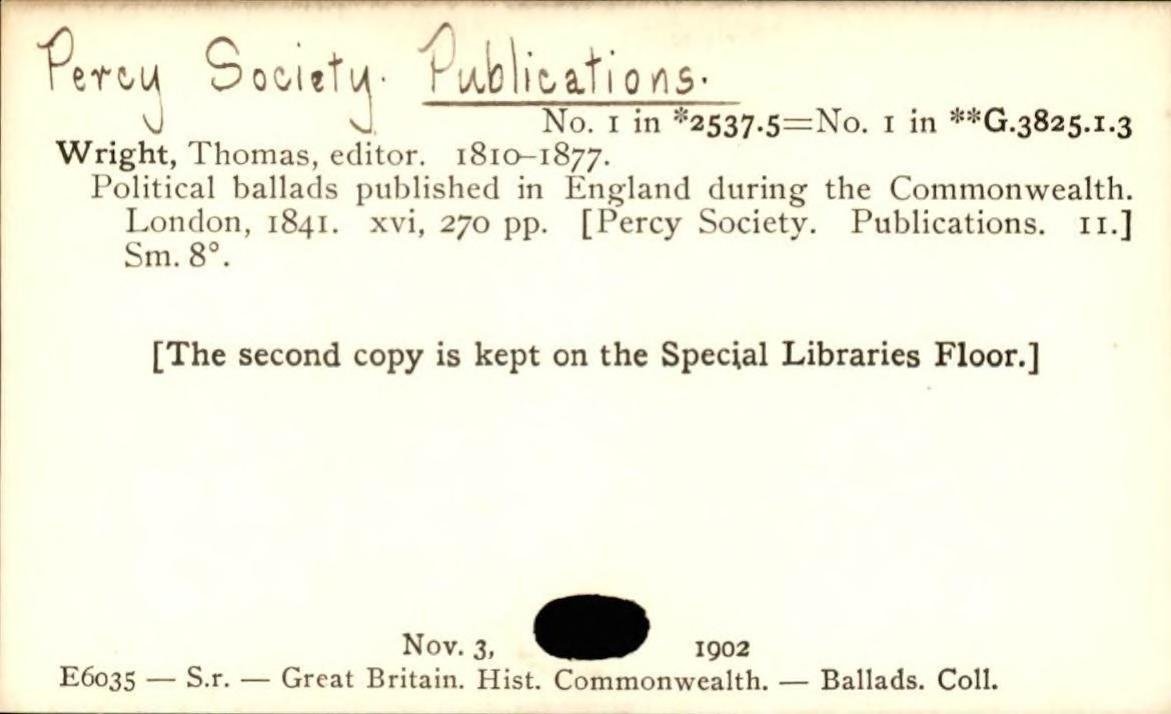 Percy Society. Publications.
No. 1 in *2537.5=No. 1 in **G.3825.1.3
Wright, Thomas, editor. 1810–1877.
Political ballads published in England during the Commonwealth.
London, 1841. xvi, 270 pp. [Percy Society. Publications. 11.]
Sm. 8°.
[The second copy is kept on the Special Libraries Floor.]
Nov. 3, 1902
E6035 — S.r. — Great Britain. Hist. Commonwealth. — Ballads. Coll.